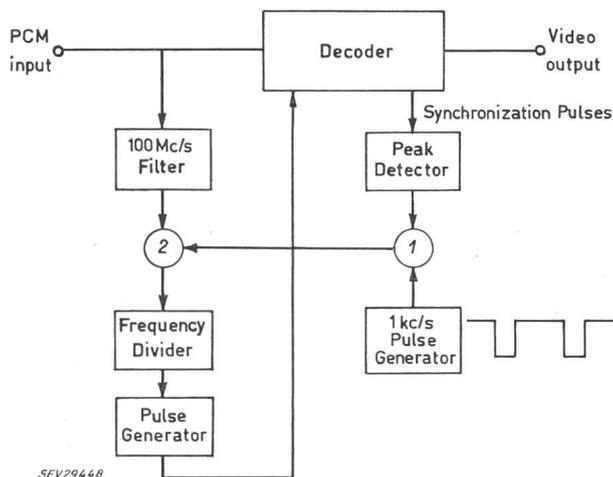 PCM
input
Decoder
Video
output
Synchronization Pulses
100 Mc/s
Filter
Peak
Detector
2
1
Frequency
Divider
1 kc/s
Pulse
Generator
Pulse
Generator
SEV29448